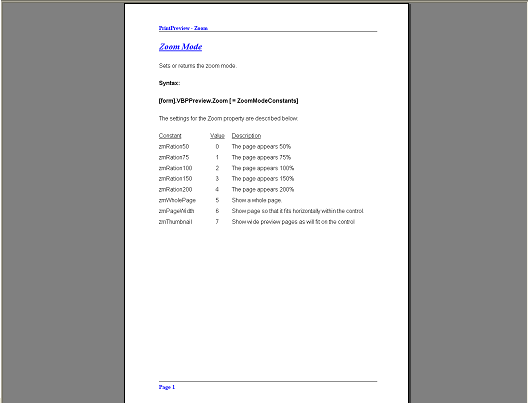 PrintPreview - Zoom
Zoom Mode
Sets or returns the zoom mode.
Syntax:
[form].VBPPreview.Zoom [ = ZoomModeConstants]
The settings for the Zoom property are described below.
Constant Value Description
zmRation50 0 The page appears 50%
zmRation75 1 The page appears 75%
zmRation100 2 The page appears 100%
zmRation150 3 The page appears 150%
zmRation200 4 The page appears 200%
zmWholePage 5 Show a whole page.
zmPageWidth 6 Show page so that it fits horizontally within the control.
zmThumbnail 7 Show wide preview pages as will fit on the control
Page 1